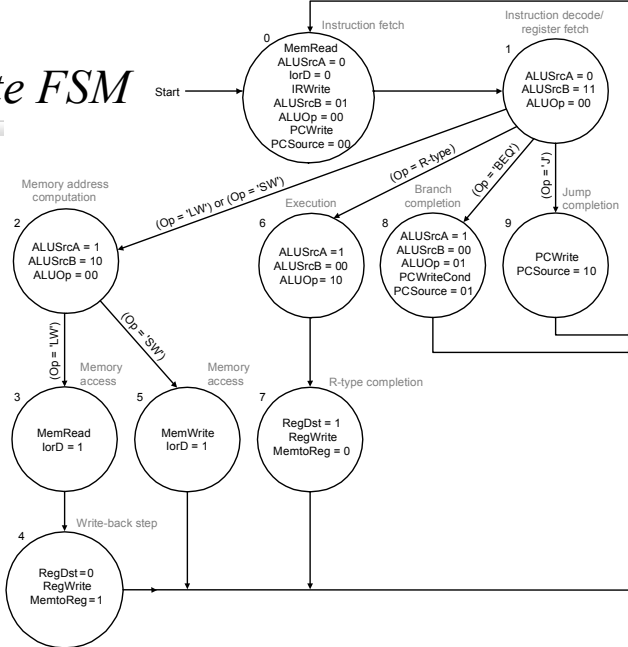 te FSM
Start
0
Instruction fetch
MemRead
ALUSrcA = 0
IorD = 0
IRWrite
ALUSrcB = 01
ALUOp = 00
PCWrite
PCSource = 00
Instruction decode/
register fetch
1
ALUSrcA = 0
ALUSrcB = 11
ALUOp = 00
(Op = 'LW') or (Op = 'SW')
(Op = R-type)
(Op = 'BEQ')
(Op = 'J')
Memory address
computation
2
ALUSrcA = 1
ALUSrcB = 10
ALUOp = 00
Execution
6
ALUSrcA =1
ALUSrcB = 00
ALUOp= 10
Branch
completion
8
ALUSrcA = 1
ALUSrcB = 00
ALUOp = 01
PCWriteCond
PCSource = 01
Jump
completion
9
PCWrite
PCSource = 10
(Op = 'LW')
(Op = 'SW')
Memory
access
3
MemRead
IorD = 1
Memory
access
5
MemWrite
IorD = 1
R-type completion
7
RegDst = 1
RegWrite
MemtoReg = 0
Write-back step
4
RegDst=0
RegWrite
MemtoReg=1